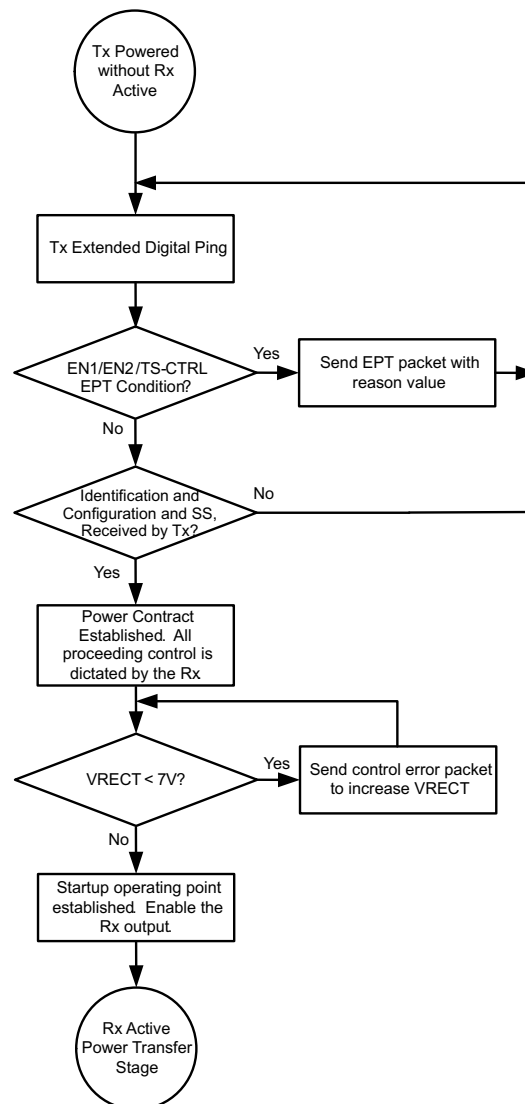 Tx Powered
without Rx
Active
Tx Extended Digital Ping
EN1/EN2/TS-CTRL
EPT Condition?
Yes
Send EPT packet with
reason value
No
Identification and
Configuration and SS,
Received by Tx?
No
Yes
Power Contract
Established. All
proceeding control is
dictated by the Rx
VRECT < 7V?
Yes
Send control error packet
to increase VRECT
No
Startup operating point
established. Enable the
Rx output.
Rx Active
Power Transfer
Stage